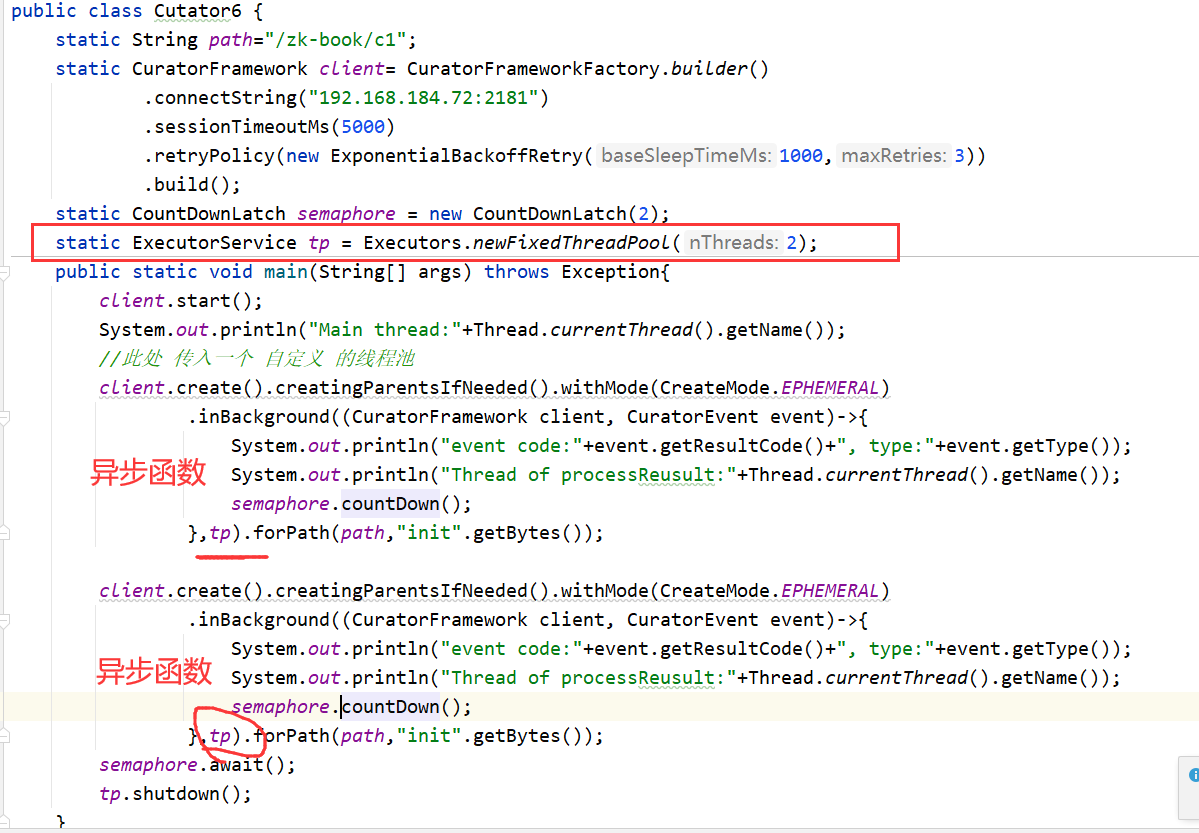 public class Cutator6 {
static String path="/zk-book/c1";
static CuratorFramework client= CuratorFrameworkFactory.builder()
.connectString("192.168.184.72:2181")
.sessionTimeoutMs(5000)
.retryPolicy(new ExponentialBackoffRetry( baseSleepTimeMs: 1000, maxRetries: 3))
.build();
static CountDownLatch semaphore = new CountDownLatch(2);
static ExecutorService tp = Executors.newFixedThreadPool( nThreads: 2);
public static void main(String[] args) throws Exception{
client.start();
System.out.println("Main thread:"+Thread.currentThread().getName());
//此处 传入一个 自定义 的线程池
client.create().creatingParentsIfNeeded().withMode(CreateMode.EPHEMERAL)
.inBackground((CuratorFramework client, CuratorEvent event)->{
System.out.println("event code:"+event.getResultCode()+", type:"+event.getType());
异步函数 System.out.println("Thread of processReusult:"+Thread.currentThread().getName());
semaphore.countDown();
},tp).forPath(path,"init".getBytes());
client.create().creatingParentsIfNeeded().withMode(CreateMode.EPHEMERAL)
.inBackground((CuratorFramework client, CuratorEvent event)->{
System.out.println("event code:"+event.getResultCode()+", type:"+event.getType());
异步函数 System.out.println("Thread of processReusult:"+Thread.currentThread().getName());
semaphore.countDown();
},tp).forPath(path,"init".getBytes());
semaphore.await();
tp.shutdown();
}